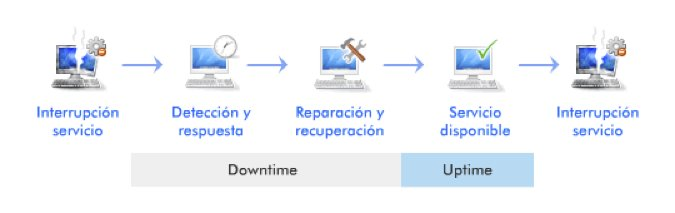 Interrupción
servicio
Detección y
respuesta
Reparación y
recuperación
Servicio
disponible
Interrupción
servicio
Downtime
Uptime